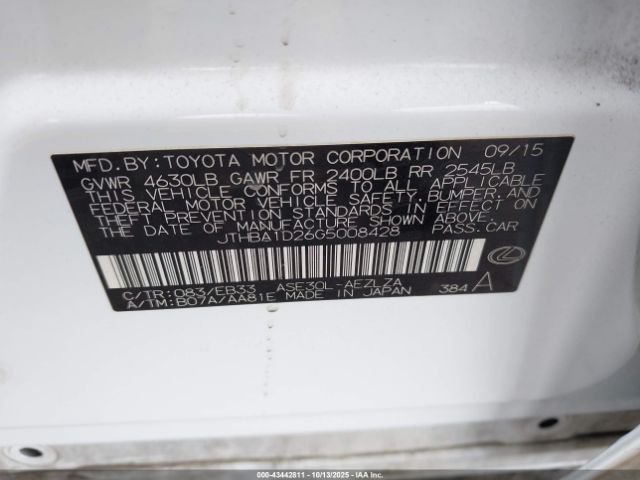 MFD.BY:TOYOTA MOTOR CORPORATION 09/15
GVWR 4630LB GAWR FR 2400LB RR 2545LB
THIS VEHICLE CONFORMS TO ALL APPLICABLE
FEDERAL MOTOR VEHICLE SAFETY,BUMPER,AND
THEFT PREVENTION STANDARDS IN EFFECT ON
THE DATE OF MANUFACTURE SHOWN ABOVE.
JTHBA1D2665008428 PASS.CAR
C/TR:083/EB33 ASE30L-AEZLZA
A/TM:B07A/AA81E MADE IN JAPAN 384 A
000-43442811 - 10/13/2025 - IAA Inc.